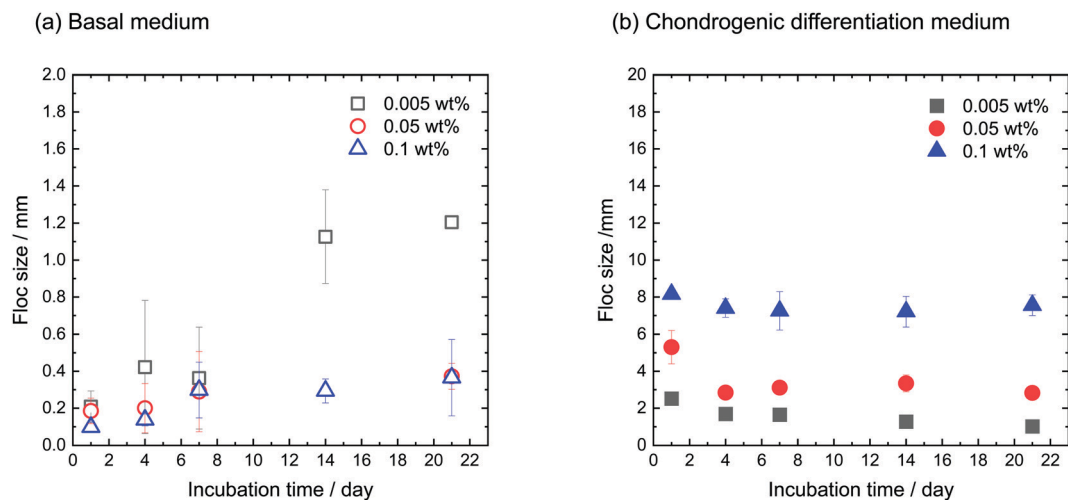 (a) Basal medium
2.0
1.8
1.6
1.4
1.2
1.0
0.8
0.6
0.4
0.2
0.0
Floc size / mm
0.005 wt%
0.05 wt%
0.1 wt%
0 2 4 6 8 10 12 14 16 18 20 22
Incubation time / day
(b) Chondrogenic differentiation medium
20
18
16
14
12
10
8
6
4
2
0
Floc size /mm
0.005 wt%
0.05 wt%
0.1 wt%
0 2 4 6 8 10 12 14 16 18 20 22
Incubation time / day